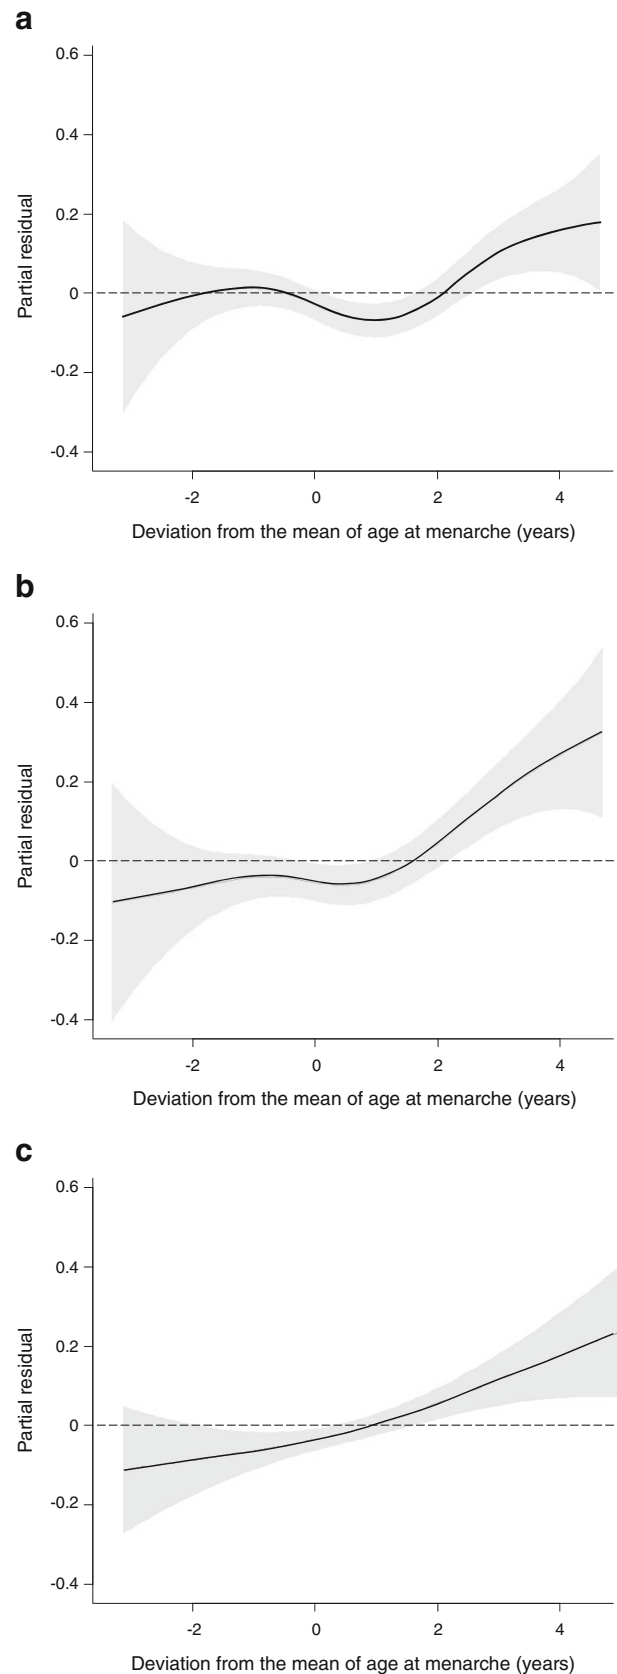 a
0.6
0.4
0.2
0
-0.2
-0.4
Partial residual
-2 0 2 4
Deviation from the mean of age at menarche (years)
b
0.6
0.4
0.2
0
-0.2
-0.4
Partial residual
-2 0 2 4
Deviation from the mean of age at menarche (years)
c
0.6
0.4
0.2
0
-0.2
-0.4
Partial residual
-2 0 2 4
Deviation from the mean of age at menarche (years)